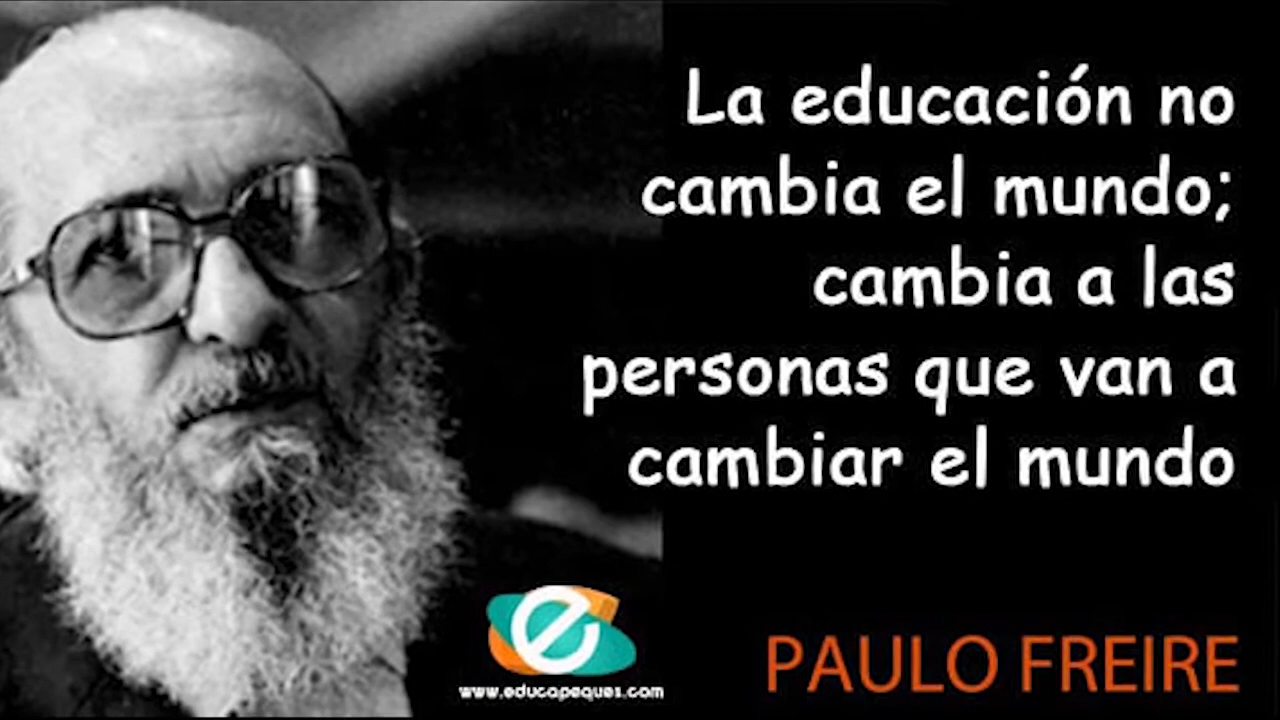 La educación no
cambia el mundo;
cambia a las
personas que van a
cambiar el mundo
PAULO FREIRE
e
www.educapeques.com